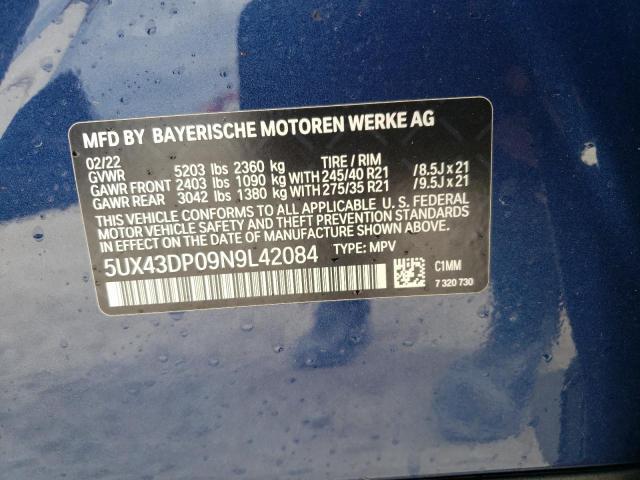 MFD BY BAYERISCHE MOTOREN WERKE AG
02/22
GVWR 5203 lbs 2360 kg TIRE / RIM
GAWR FRONT 2403 lbs 1090 kg WITH 245/40 R21 /8.5J x 21
GAWR REAR 3042 lbs 1380 kg WITH 275/35 R21 /9.5J x 21
THIS VEHICLE CONFORMS TO ALL APPLICABLE U. S. FEDERAL
MOTOR VEHICLE SAFETY, BUMPER, AND THEFT PREVENTION STANDARDS
IN EFFECT ON THE DATE OF MANUFACTURE SHOWN ABOVE.
5UX43DP09N9L42084 TYPE: MPV
C1MM
7 320 730